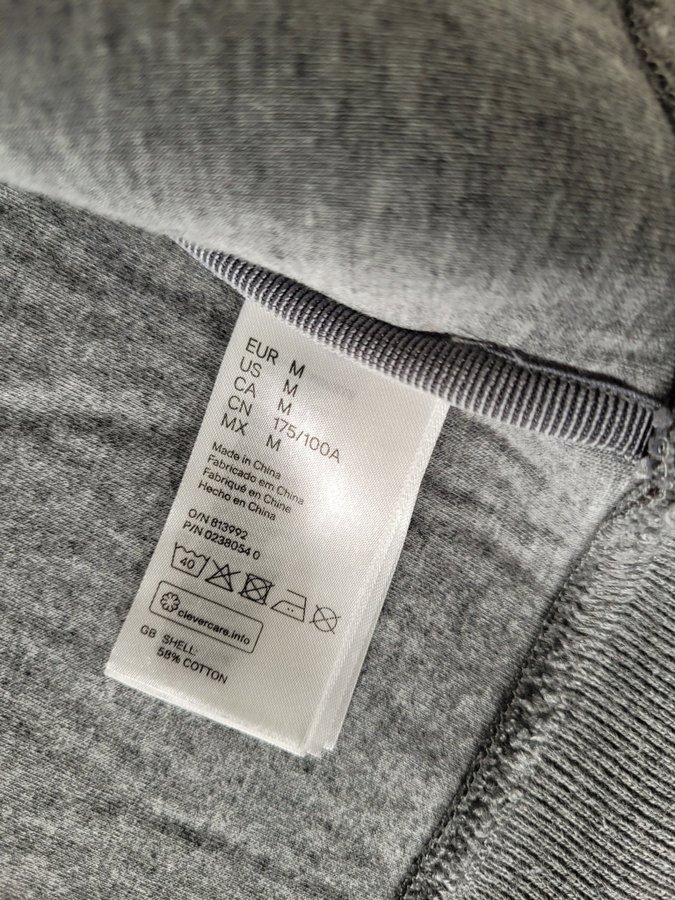 EUR M
US M
CA M
CN 175/100A
MX M
Made in China
Fabricado em China
Fabriqué en Chine
Hecho en China
O/N 813992
P/N 0238054 0
40
clevercare.info
GB SHELL:
58% COTTON